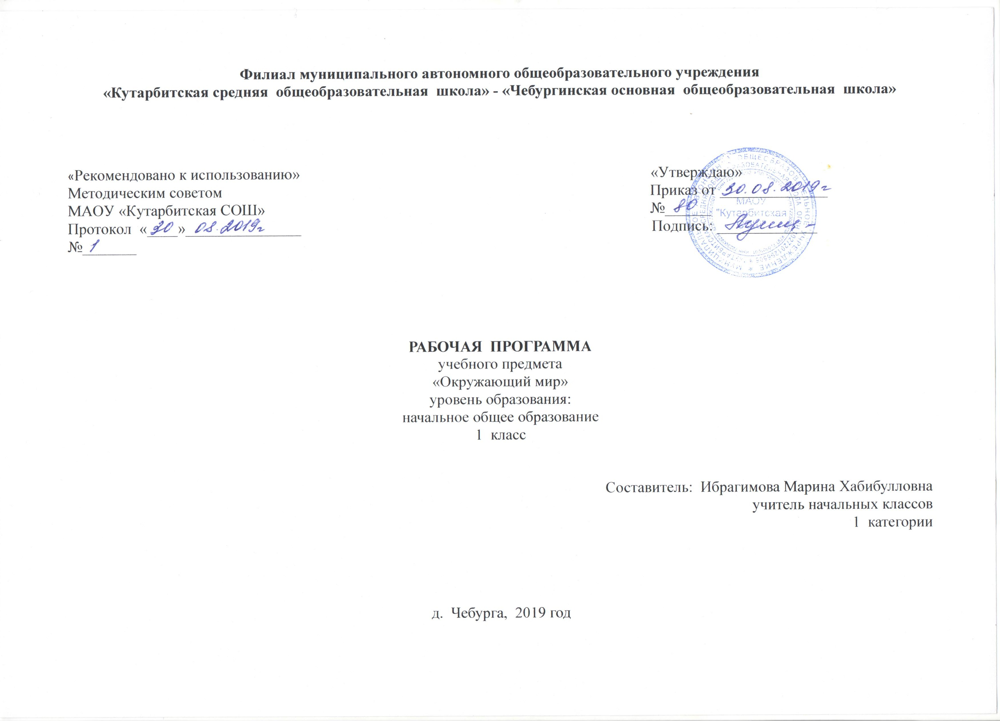 Филиал муниципального автономного общеобразовательного учреждения
«Кутарбитская средняя общеобразовательная школа» - «Чебургинская основная общеобразовательная школа»
«Рекомендовано к использованию»
Методическим советом
МАОУ «Кутарбитская СОШ»
Протокол «30» 08.2019г
№ 1
«Утверждаю»
Приказ от 30.08.2019г
№ 80
Подпись:
МАОУ
"Кутарбитская
РАБОЧАЯ ПРОГРАММА
учебного предмета
«Окружающий мир»
уровень образования:
начальное общее образование
1 класс
Составитель: Ибрагимова Марина Хабибулловна
учитель начальных классов
1 категории
д. Чебурга, 2019 год